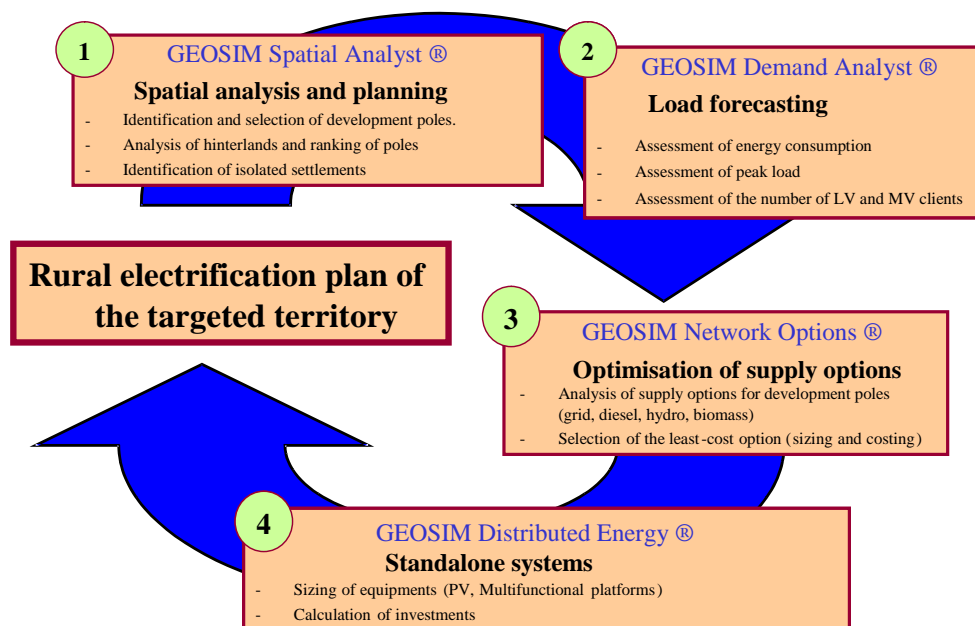 1
GEOSIM Spatial Analyst ®
Spatial analysis and planning
- Identification and selection of development poles.
- Analysis of hinterlands and ranking of poles
- Identification of isolated settlements
2
GEOSIM Demand Analyst ®
Load forecasting
- Assessment of energy consumption
- Assessment of peak load
- Assessment of the number of LV and MV clients
Rural electrification plan of
the targeted territory
3
GEOSIM Network Options ®
Optimisation of supply options
- Analysis of supply options for development poles
(grid, diesel, hydro, biomass)
- Selection of the least-cost option (sizing and costing)
4
GEOSIM Distributed Energy ®
Standalone systems
- Sizing of equipments (PV, Multifunctional platforms)
- Calculation of investments